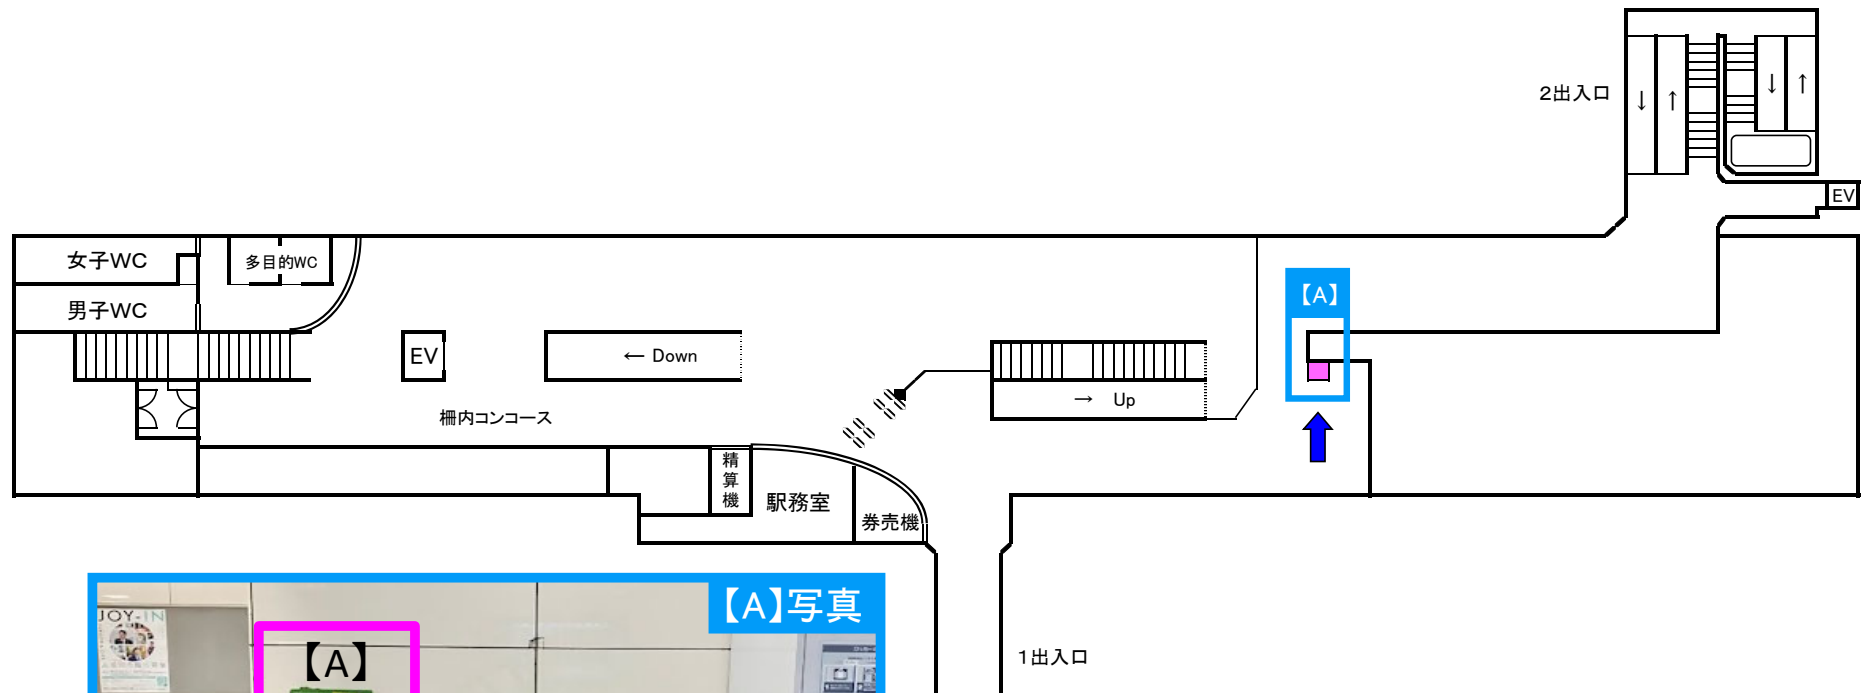 2出入口
↓ ↑ ↓ ↑
EV
女子WC
多目的WC
男子WC
【A】
EV
← Down
→ Up
柵内コンコース
精算機
駅務室
券売機
【A】写真
JOY-IN
【A】
1出入口